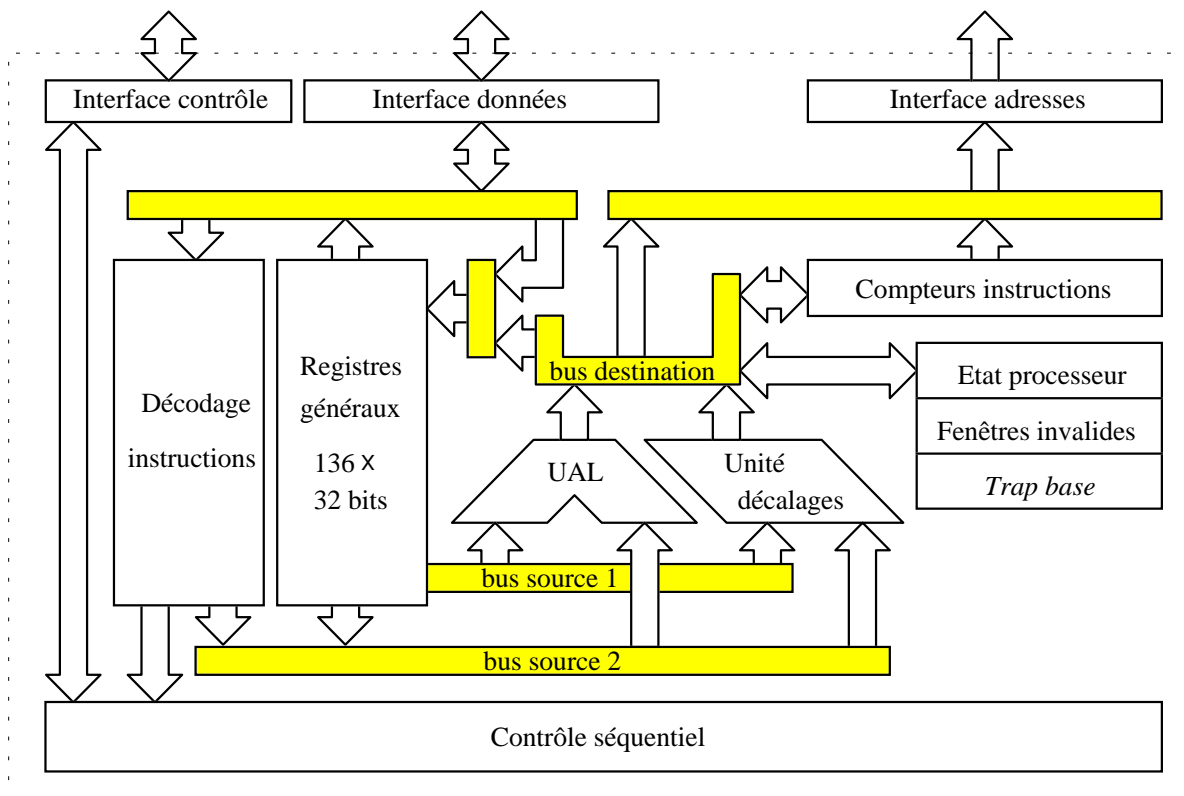 Interface contrôle
Interface données
Interface adresses
Compteurs instructions
Registres
généraux
136 X
32 bits
Décodage
instructions
bus destination
Etat processeur
Fenêtres invalides
Trap base
UAL
Unité
décalages
bus source 1
bus source 2
Contrôle séquentiel